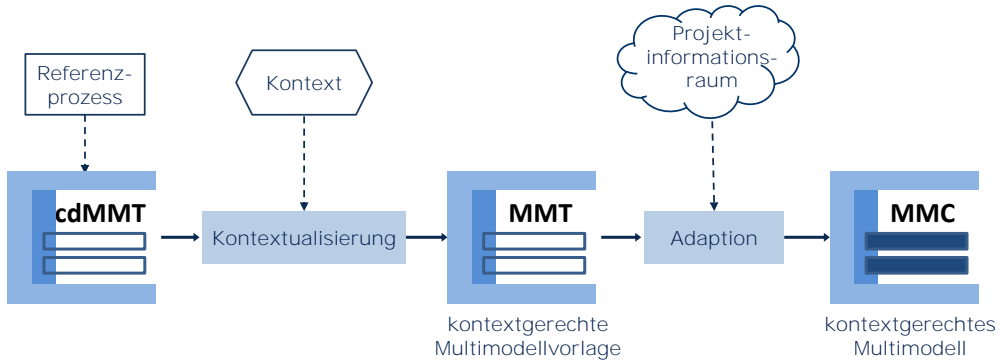 Referenz-
prozess
Kontext
Projekt-
informations-
raum
cdMMT
Kontextualisierung
MMT
Adaption
MMC
kontextgerechte
Multimodellvorlage
kontextgerechtes
Multimodell